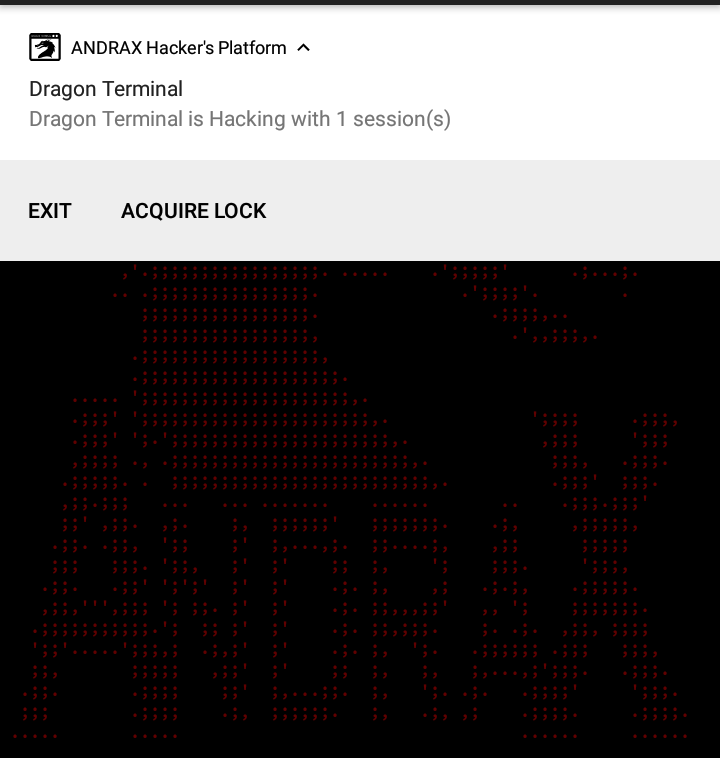 ANDRAX Hacker's Platform
Dragon Terminal
Dragon Terminal is Hacking with 1 session(s)
EXIT ACQUIRE LOCK
ANDRAX